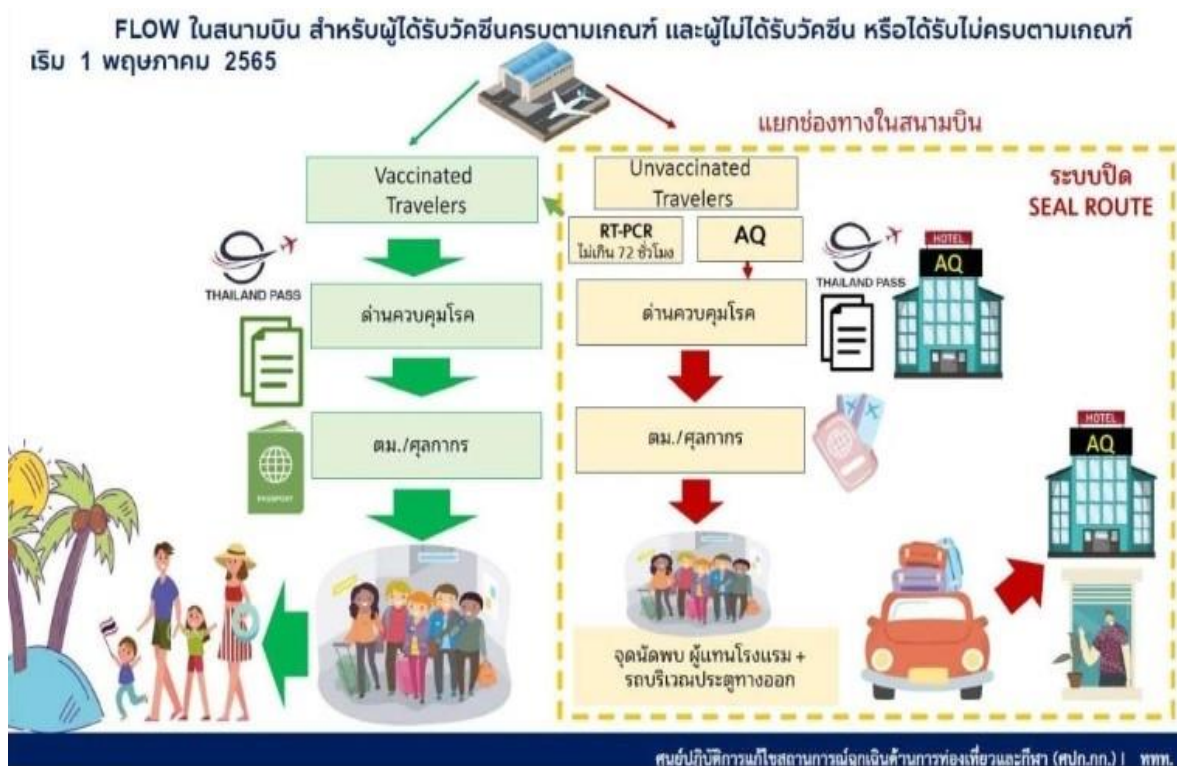 FLOW ในสนามบิน สำหรับผู้ได้รับวัคซีนครบตามเกณฑ์ และผู้ไม่ได้รับวัคซีน หรือได้รับไม่ครบตามเกณฑ์
เริ่ม 1 พฤษภาคม 2565
แยกช่องทางในสนามบิน
Vaccinated
Travelers
THAILAND PASS
ด่านควบคุมโรค
ตม./ศุลกากร
PASSPORT
Unvaccinated
Travelers
RT-PCR
ไม่เกิน 72 ชั่วโมง
AQ
ด่านควบคุมโรค
ตม./ศุลกากร
จุดนัดพบ ผู้แทนโรงแรม +
รถบริเวณประตูทางออก
ระบบปิด
SEAL ROUTE
THAILAND PASS
HOTEL
AQ
HOTEL
AQ
ศูนย์ปฏิบัติการแก้ไขสถานการณ์ฉุกเฉินด้านการท่องเที่ยวและกีฬา (ศปก.กก.) | ททท.